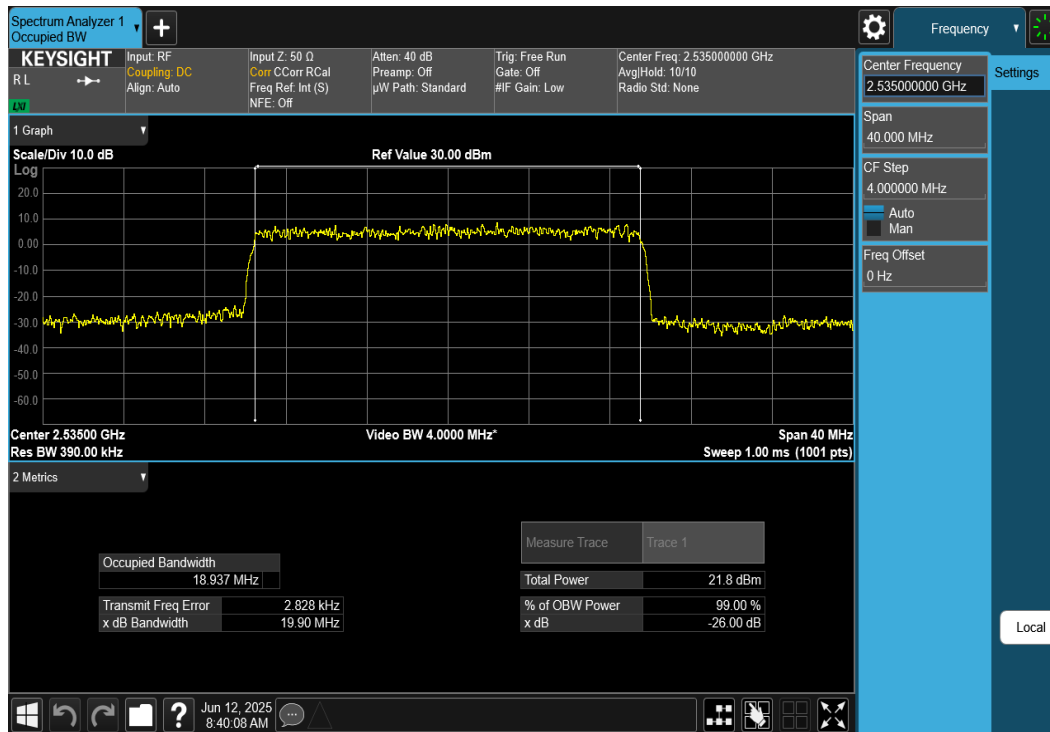 Spectrum Analyzer 1
Occupied BW
Frequency
KEYSIGHT
R L
LXI
Input: RF
Coupling: DC
Align: Auto
Input Z: 50 Ω
Corr CCorr RCal
Freq Ref: Int (S)
NFE: Off
Atten: 40 dB
Preamp: Off
µW Path: Standard
Trig: Free Run
Gate: Off
#IF Gain: Low
Center Freq: 2.535000000 GHz
Avg|Hold: 10/10
Radio Std: None
Center Frequency
2.535000000 GHz
Settings
Span
40.000 MHz
CF Step
4.000000 MHz
Auto
Man
Freq Offset
0 Hz
Local
1 Graph
Scale/Div 10.0 dB
Ref Value 30.00 dBm
Log
20.0
10.0
0.00
-10.0
-20.0
-30.0
-40.0
-50.0
-60.0
Center 2.53500 GHz
Video BW 4.0000 MHz*
Span 40 MHz
Res BW 390.00 kHz
Sweep 1.00 ms (1001 pts)
2 Metrics
Measure Trace
Trace 1
Occupied Bandwidth
18.937 MHz
Total Power
21.8 dBm
Transmit Freq Error
2.828 kHz
% of OBW Power
99.00 %
x dB Bandwidth
19.90 MHz
x dB
-26.00 dB
?
Jun 12, 2025
8:40:08 AM